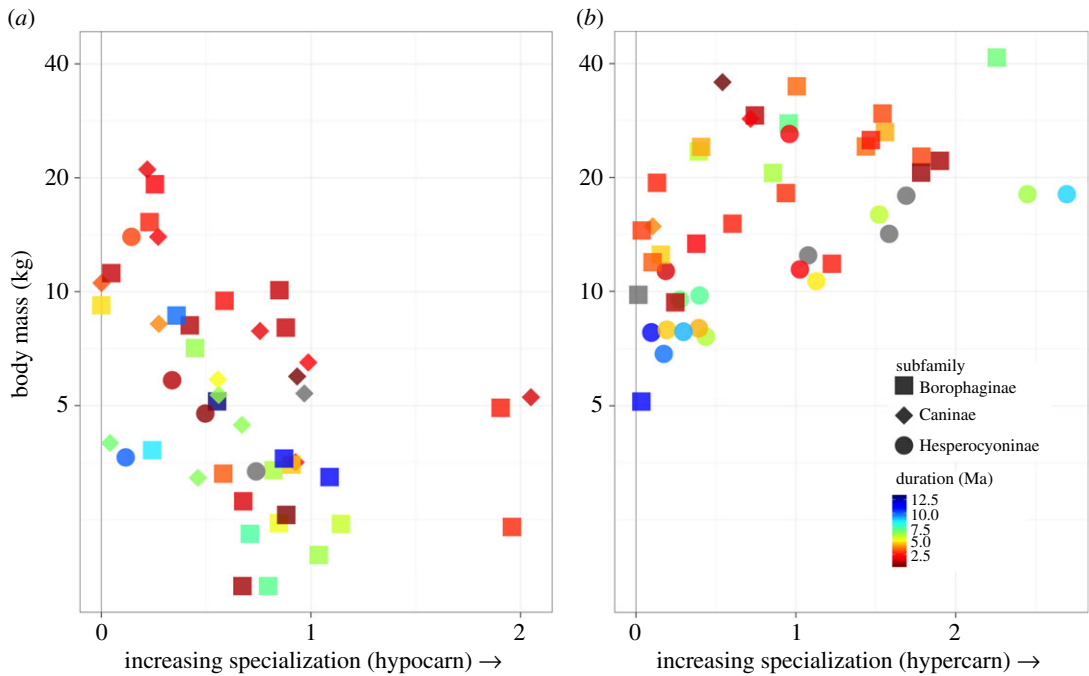 (a)
(b)
body mass (kg)
40
20
10
5
40
20
10
5
subfamily
Borophaginae
Caninae
Hesperocyoninae
duration (Ma)
12.5
10.0
7.5
5.0
2.5
0 1 2
0 1 2
increasing specialization (hypocarn) →
increasing specialization (hypercarn) →